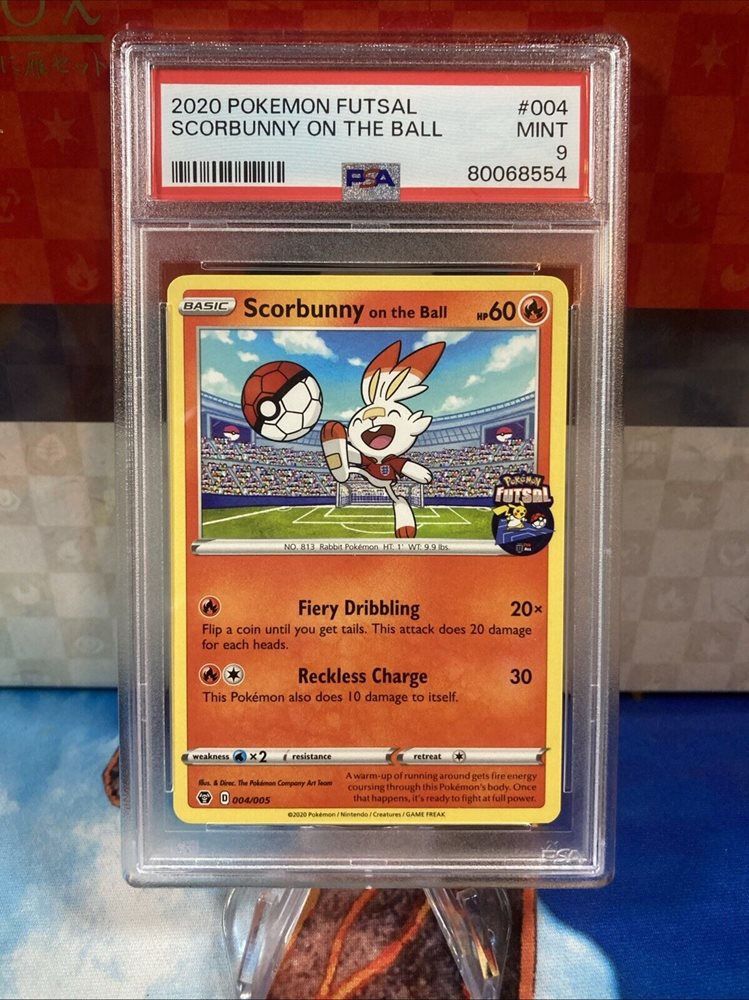 2020 POKEMON FUTSAL #004
SCORBUNNY ON THE BALL MINT
9
PSA 80068554
BASIC Scorbunny on the Ball HP60
POKéMON
FUTSAL
NO. 813 Rabbit Pokémon HT: 1' WT: 9.9 lbs.
Fiery Dribbling 20×
Flip a coin until you get tails. This attack does 20 damage
for each heads.
Reckless Charge 30
This Pokémon also does 10 damage to itself.
weakness ×2 resistance retreat
Illus. & Direc. The Pokémon Company Art Team
D 004/005
A warm-up of running around gets fire energy
coursing through this Pokémon's body. Once
that happens, it's ready to fight at full power.
©2020 Pokémon / Nintendo / Creatures / GAME FREAK
PSA